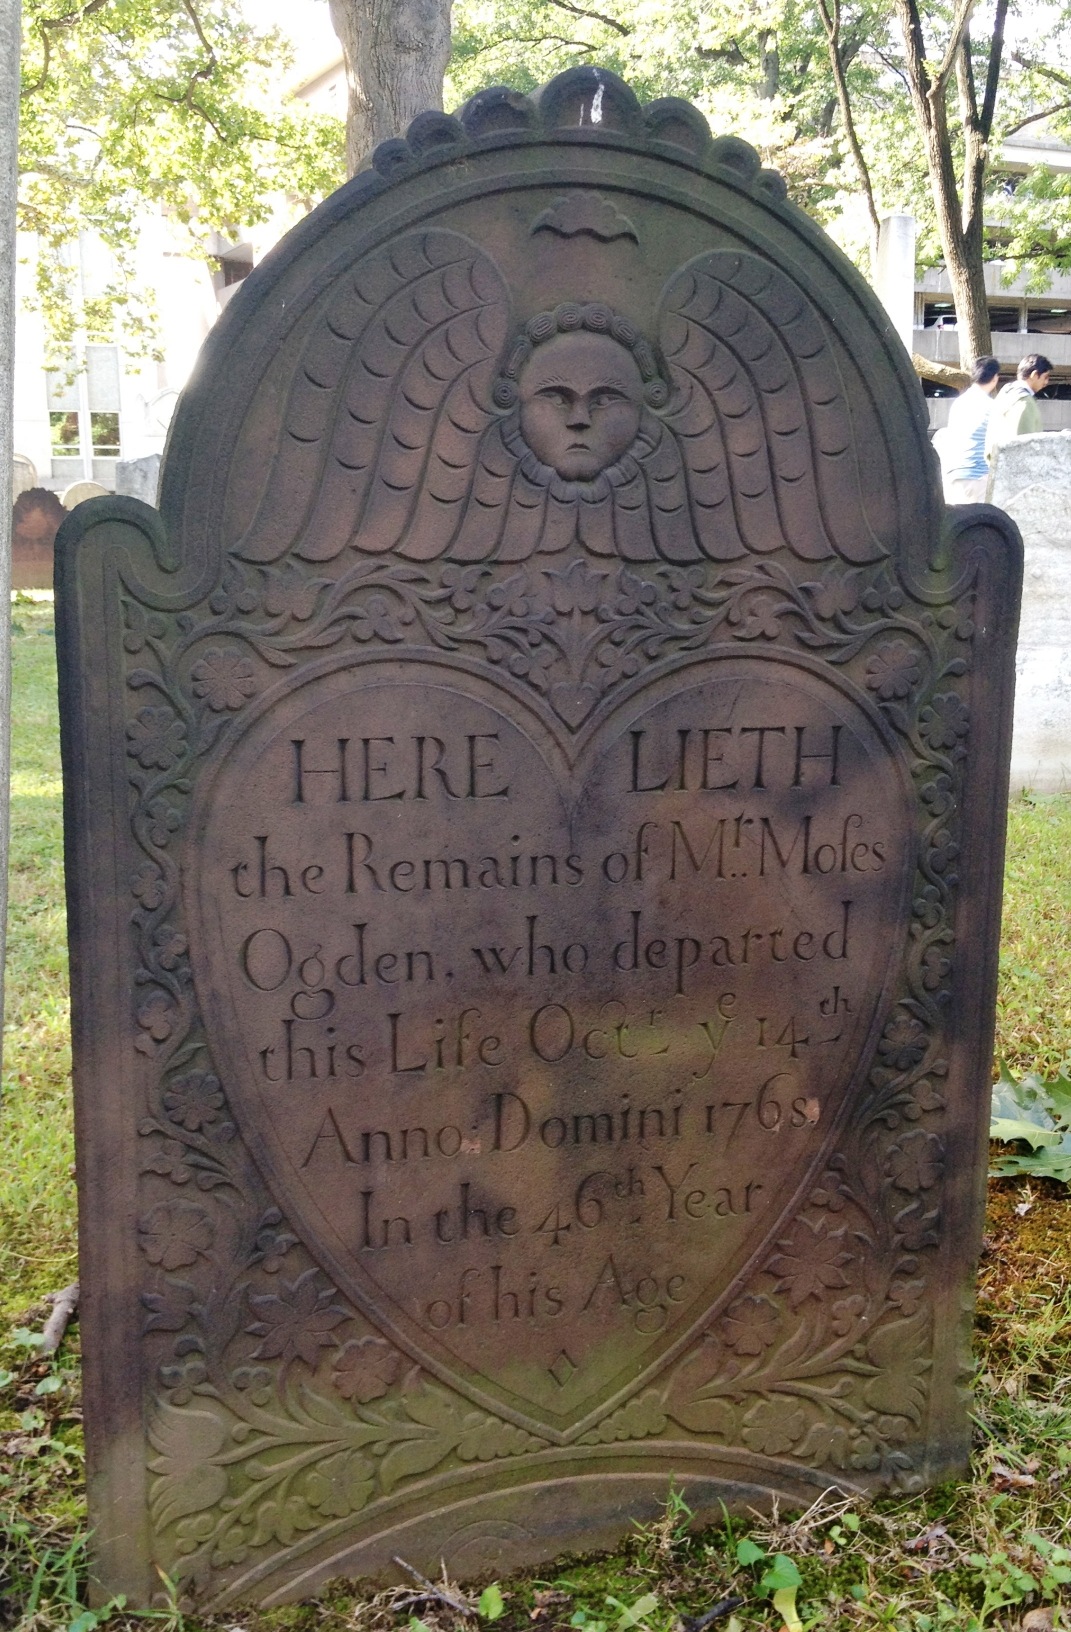 HERE LIETH
the Remains of Mr. Moſes
Ogden, who departed
this Life Octr ye 14th
Anno: Domini 1768.
In the 46th Year
of his Age